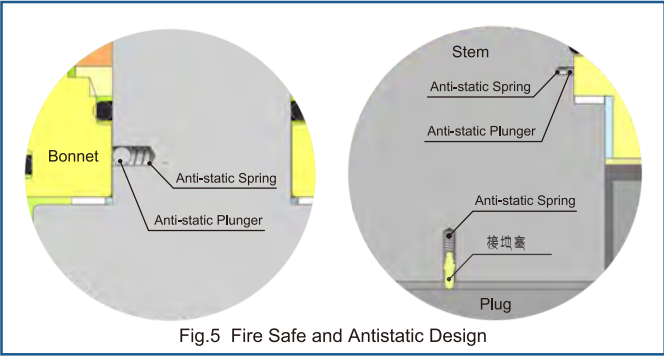 Bonnet
Anti-static Spring
Anti-static Plunger
Stem
Anti-static Spring
Anti-static Plunger
Anti-static Spring
接地塞
Plug
Fig.5 Fire Safe and Antistatic Design